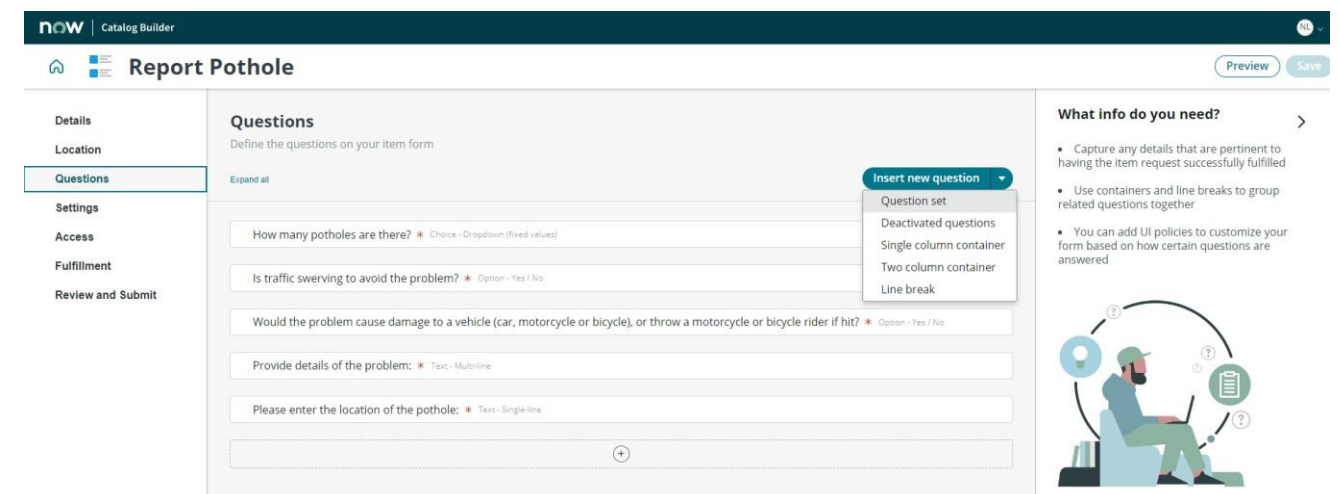 now | Catalog Builder
NL
Report Pothole
Preview
Save
Details
Location
Questions
Settings
Access
Fulfillment
Review and Submit
Questions
Define the questions on your item form
Expand all
Insert new question
Question set
Deactivated questions
Single column container
Two column container
Line break
How many potholes are there? * Choice - Dropdown (fixed values)
Is traffic swerving to avoid the problem? * Option - Yes / No
Would the problem cause damage to a vehicle (car, motorcycle or bicycle), or throw a motorcycle or bicycle rider if hit? * Option - Yes / No
Provide details of the problem: * Text - Multi-line
Please enter the location of the pothole: * Text - Single-line
What info do you need?
• Capture any details that are pertinent to
having the item request successfully fulfilled
• Use containers and line breaks to group
related questions together
• You can add UI policies to customize your
form based on how certain questions are
answered
?
?
?
?